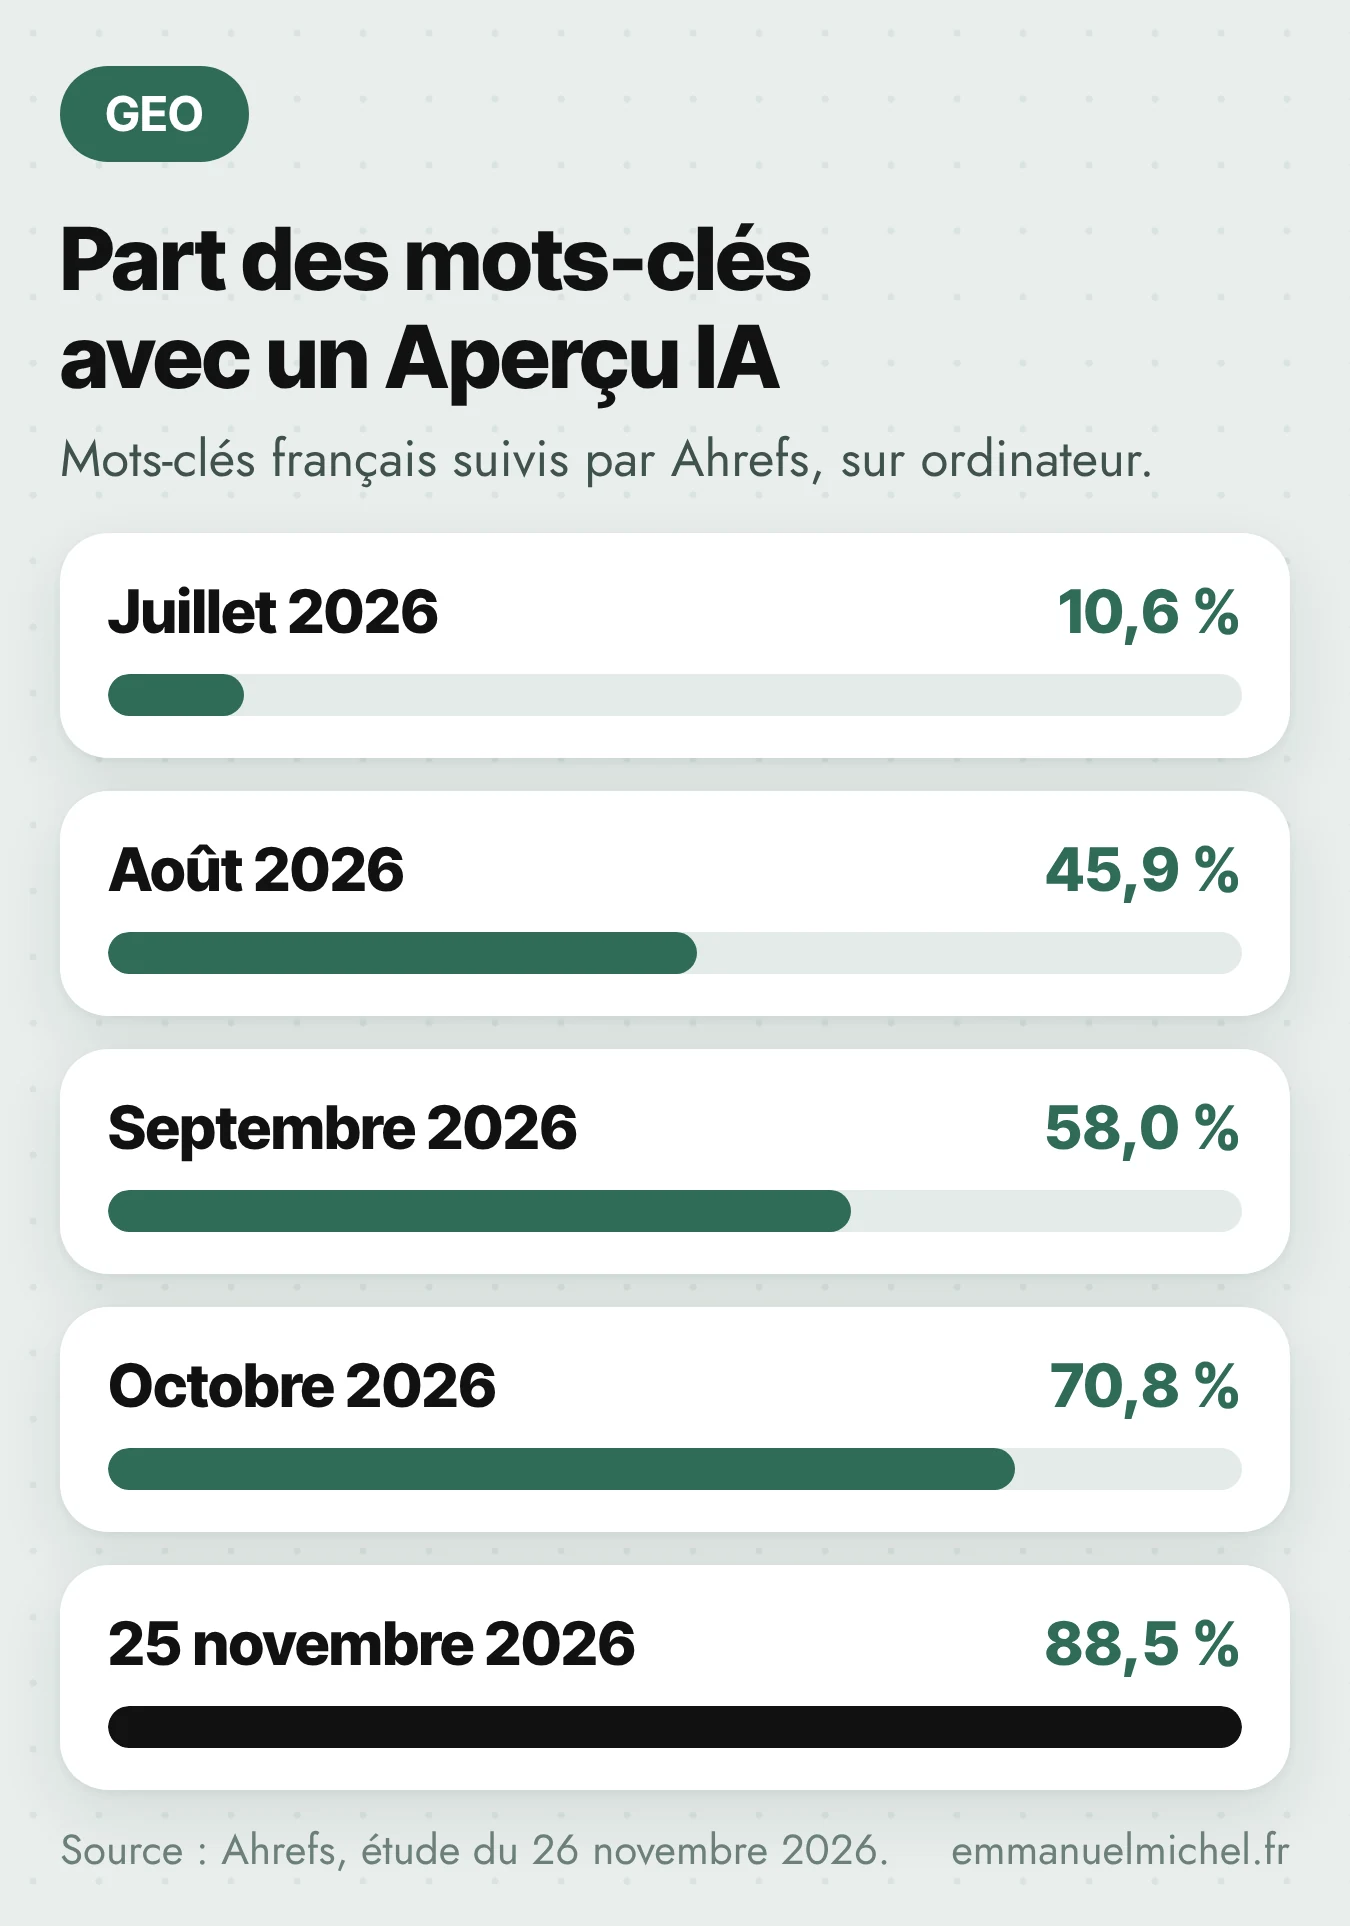 GEO
Part des mots-clés
avec un Aperçu IA
Mots-clés français suivis par Ahrefs, sur ordinateur.
Juillet 2026 10,6 %
Août 2026 45,9 %
Septembre 2026 58,0 %
Octobre 2026 70,8 %
25 novembre 2026 88,5 %
Source : Ahrefs, étude du 26 novembre 2026. emmanuelmichel.fr